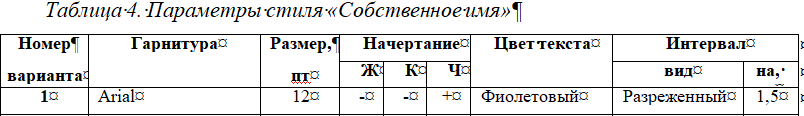 Таблица 4. Параметры стиля «Собственное имя»¶
Номер¶ Гарнитура¤ Размер,¶ Начертание¤ Цвет текста¤ Интервал¤
варианта¤ пт¤ Ж¤ К¤ Ч¤ вид¤ на,
1¤ Arial¤ 12¤ -¤ -¤ +¤ Фиолетовый¤ Разреженный¤ 1,5¤